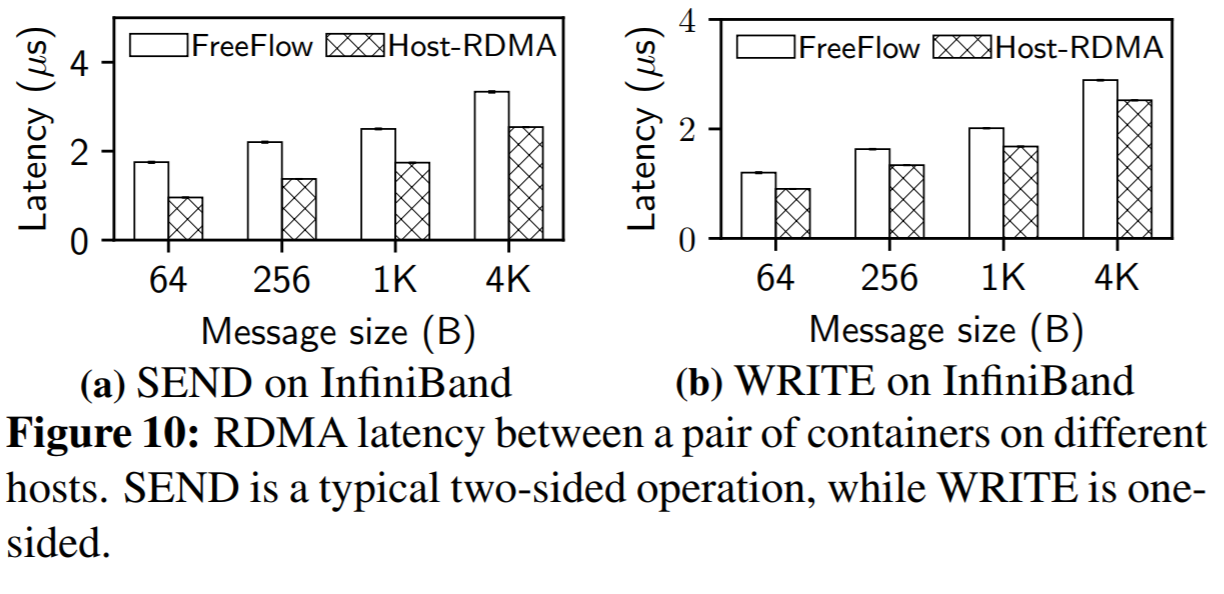 FreeFlow Host-RDMA
Latency (μs)
4
2
0
64 256 1K 4K
Message size (B)
(a) SEND on InfiniBand
FreeFlow Host-RDMA
Latency (μs)
4
2
0
64 256 1K 4K
Message size (B)
(b) WRITE on InfiniBand
Figure 10: RDMA latency between a pair of containers on different
hosts. SEND is a typical two-sided operation, while WRITE is one-
sided.